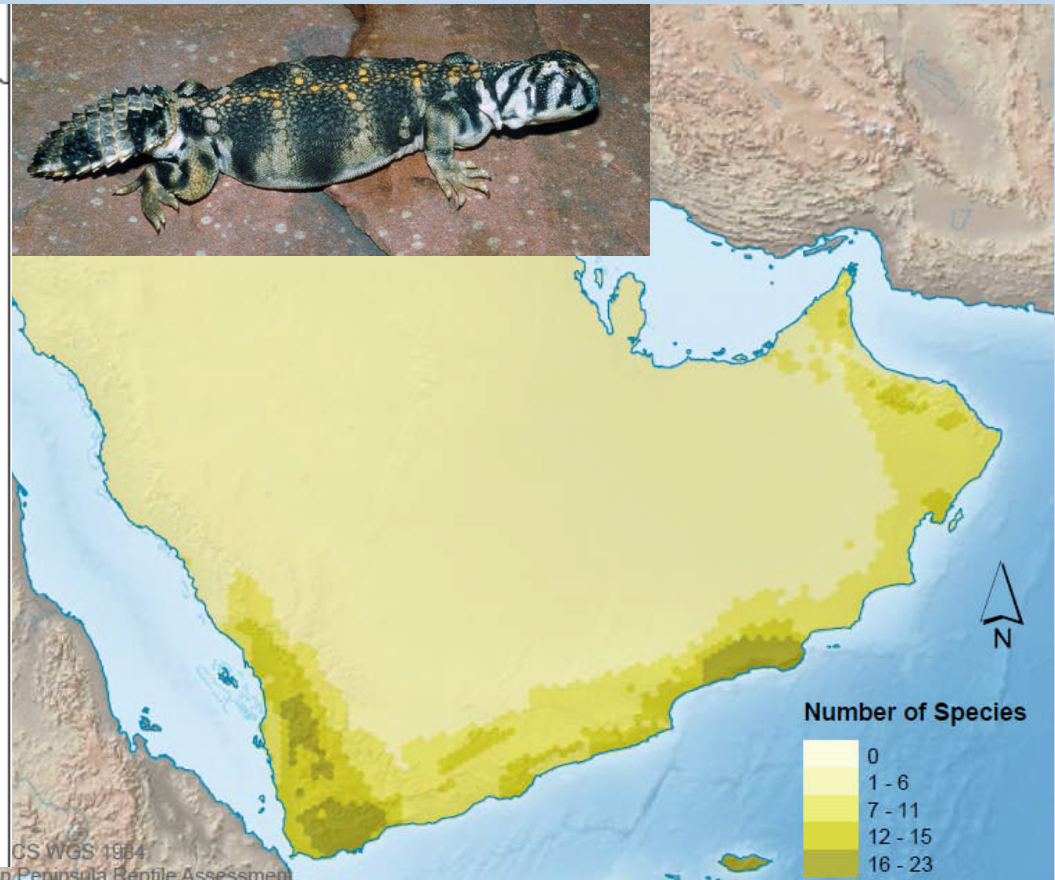 N
Number of Species
0
1 - 6
7 - 11
12 - 15
16 - 23
CS WGS 1984
n Peninsula Reptile Assessment